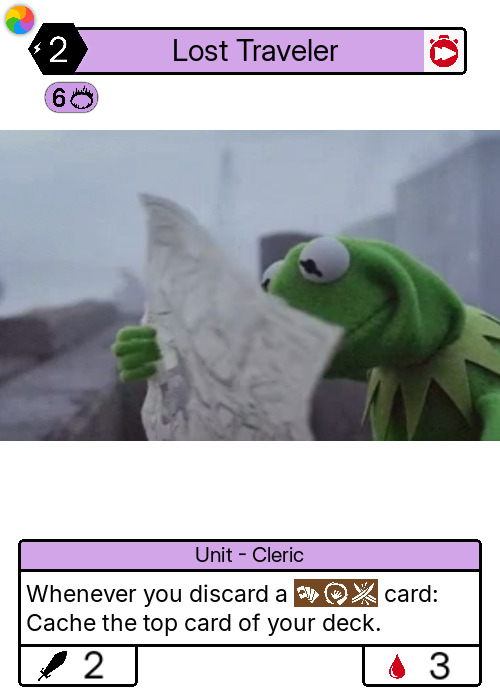 2
Lost Traveler
6
Unit - Cleric
Whenever you discard a card:
Cache the top card of your deck.
2
3